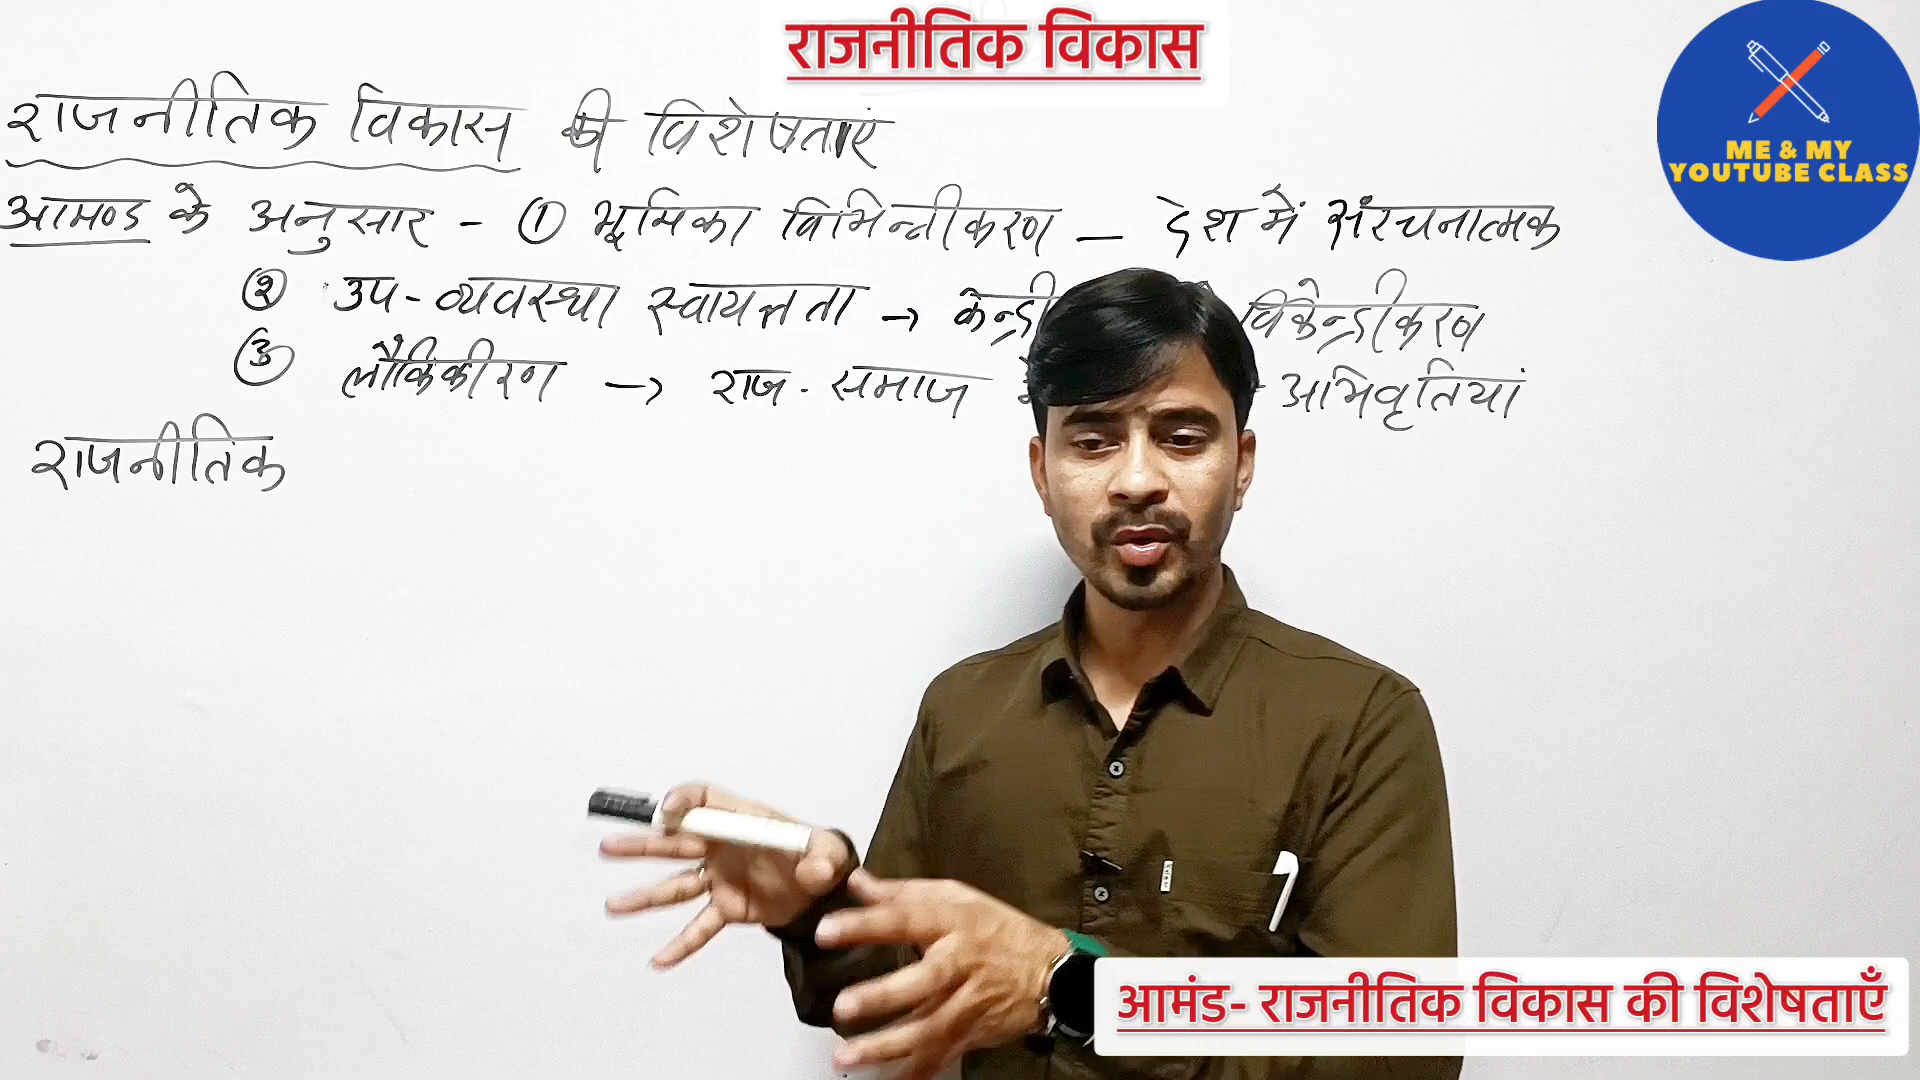 राजनीतिक विकास
ME & MY
YOUTUBE CLASS
राजनीतिक विकास की विशेषताएं
आमण्ड के अनुसार - ① भूमिका विभिन्नीकरण - देश में संरचनात्मक
② उप-व्यवस्था स्वायत्तता → विकेन्द्रीकरण
③ लौकिकीरण → राज. समाज अभिवृतियां
राजनीतिक
आमंड- राजनीतिक विकास की विशेषताएँ